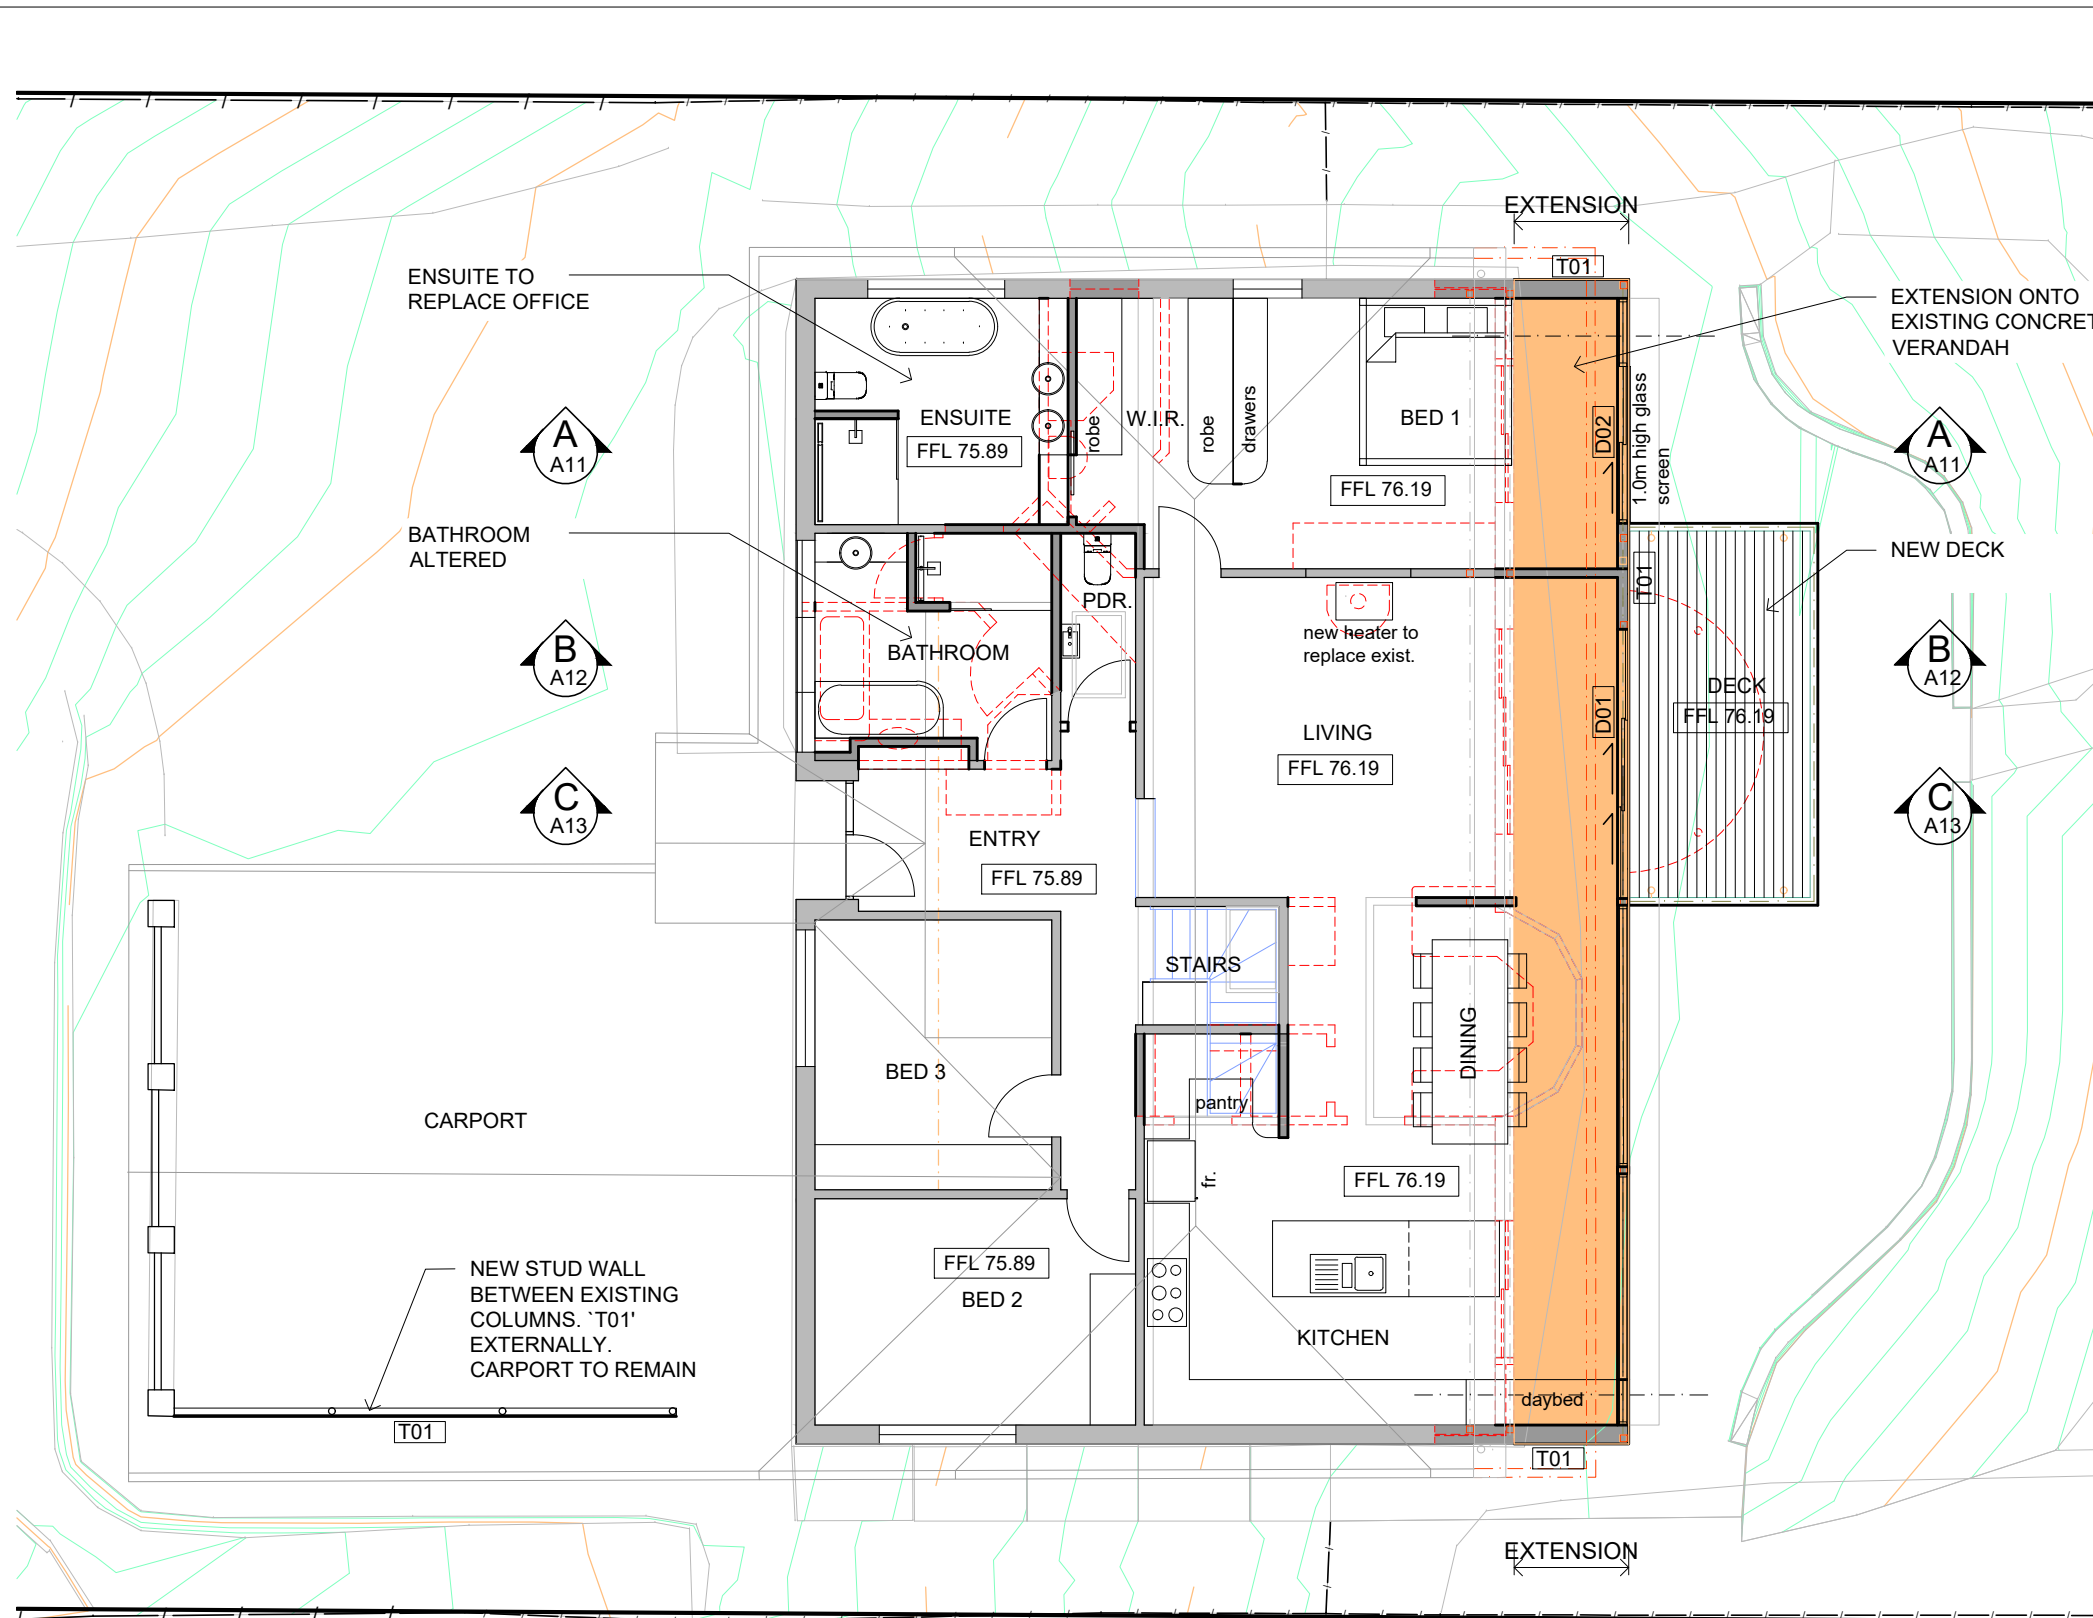 EXTENSION
T01
ENSUITE TO
REPLACE OFFICE
EXTENSION ONTO
EXISTING CONCRET
VERANDAH
1.0m high glass
screen
ENSUITE
FFL 75.89
robe
W.I.R.
robe
drawers
BED 1
FFL 76.19
D02
A
A11
A
A11
BATHROOM
ALTERED
NEW DECK
T01
PDR.
new heater to
replace exist.
BATHROOM
B
A12
B
A12
DECK
FFL 76.19
D01
LIVING
FFL 76.19
C
A13
C
A13
ENTRY
FFL 75.89
STAIRS
DINING
BED 3
pantry
CARPORT
fr.
FFL 76.19
FFL 75.89
BED 2
KITCHEN
NEW STUD WALL
BETWEEN EXISTING
COLUMNS. `T01'
EXTERNALLY.
CARPORT TO REMAIN
daybed
T01
T01
EXTENSION